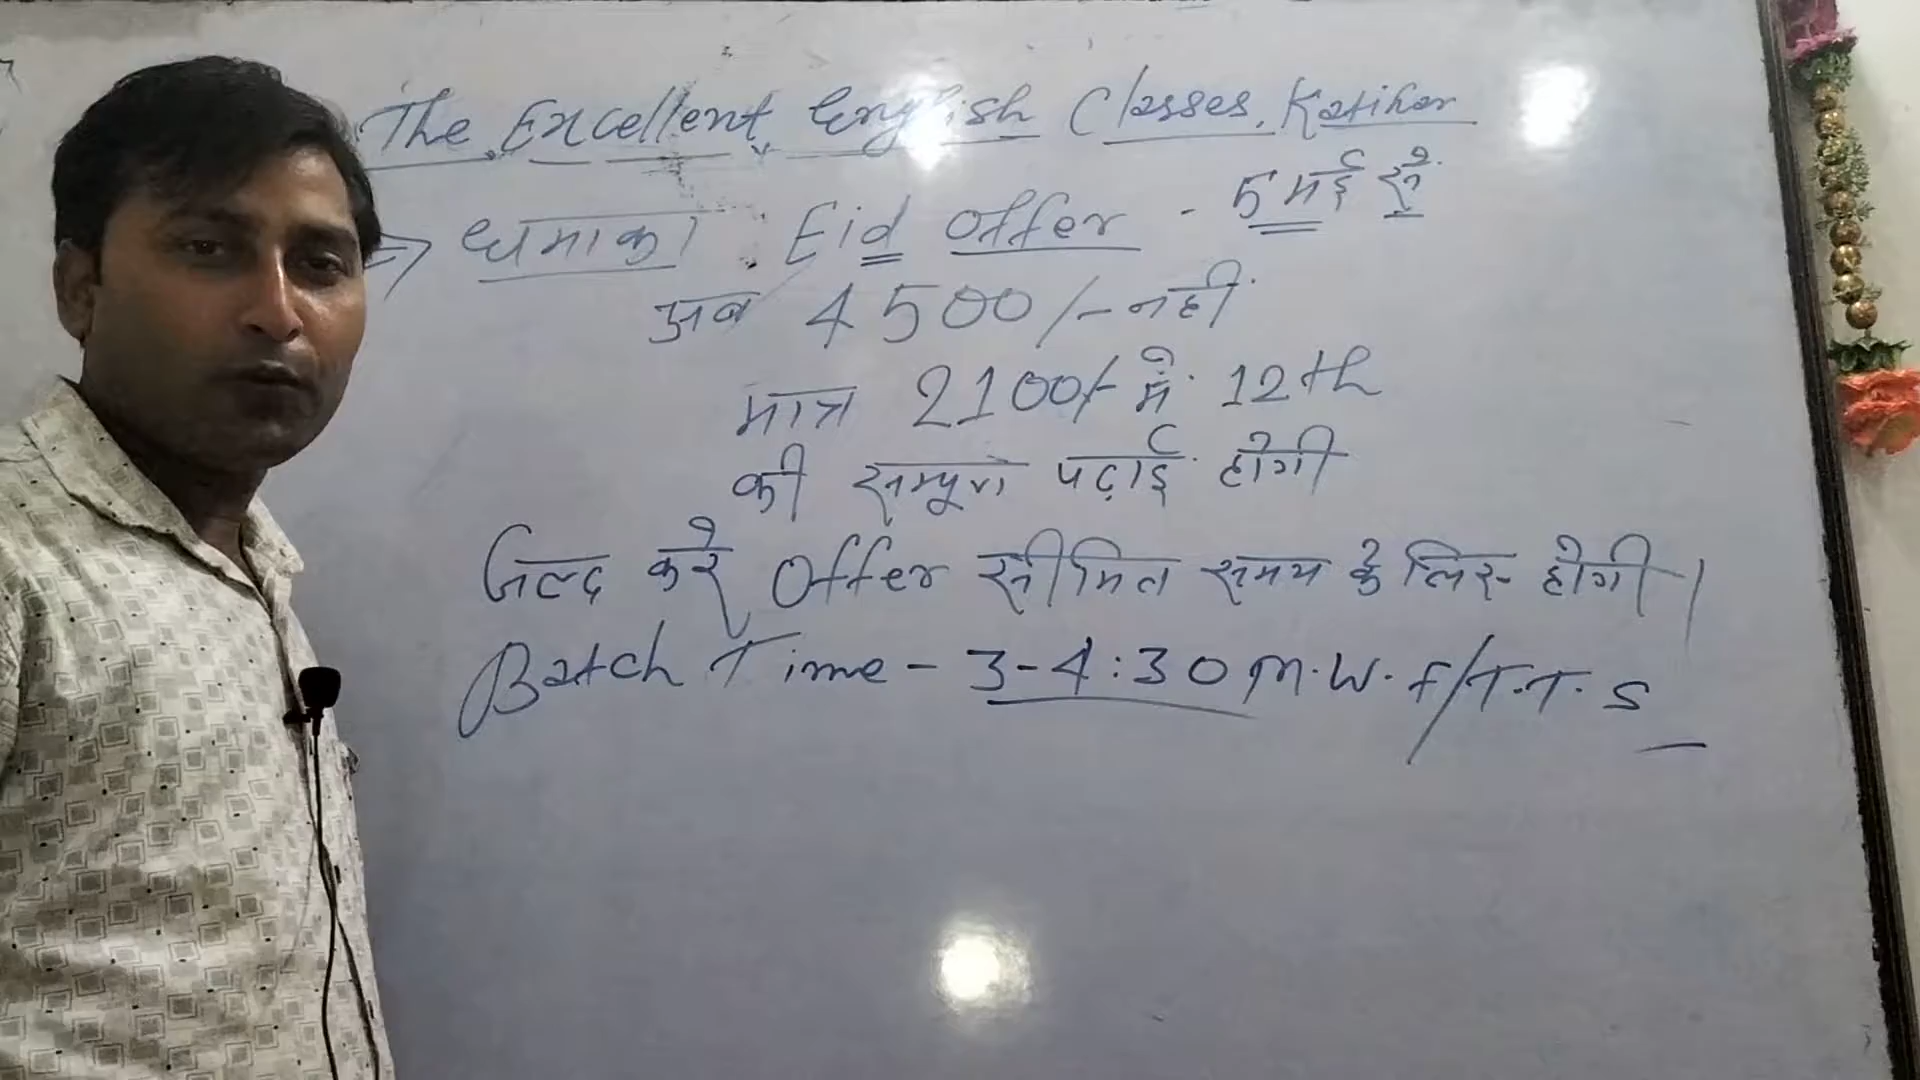 The Excellent English Classes, Katihar
⇒ धमाका : Eid Offer - 5 मई से
अब 4500/- नहीं
मात्र 2100/- में 12th
की सम्पूर्ण पढ़ाई होगी
जल्द करे Offer सीमित समय के लिए होगी।
Batch Time - 3-4:30 M.W.F/T.T.S